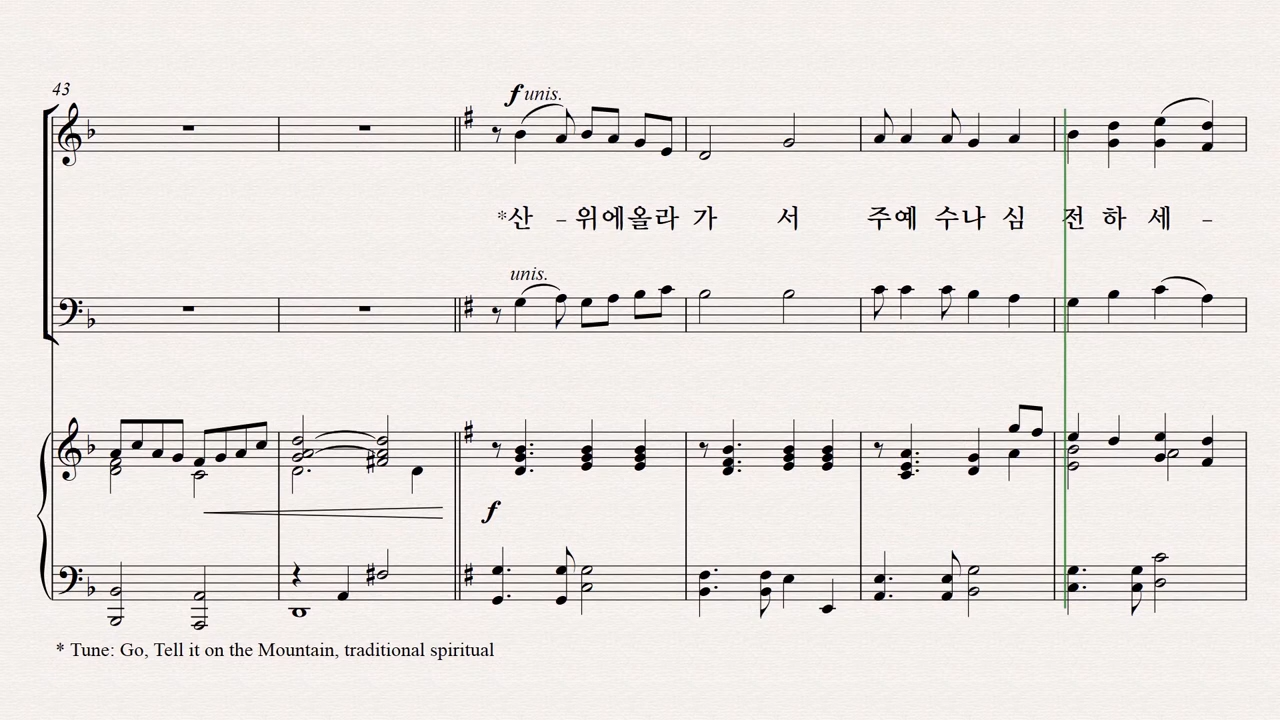 43
f unis.
*산 – 위에올라 가 서 주예 수나 심 전 하 세 –
unis.
f
* Tune: Go, Tell it on the Mountain, traditional spiritual